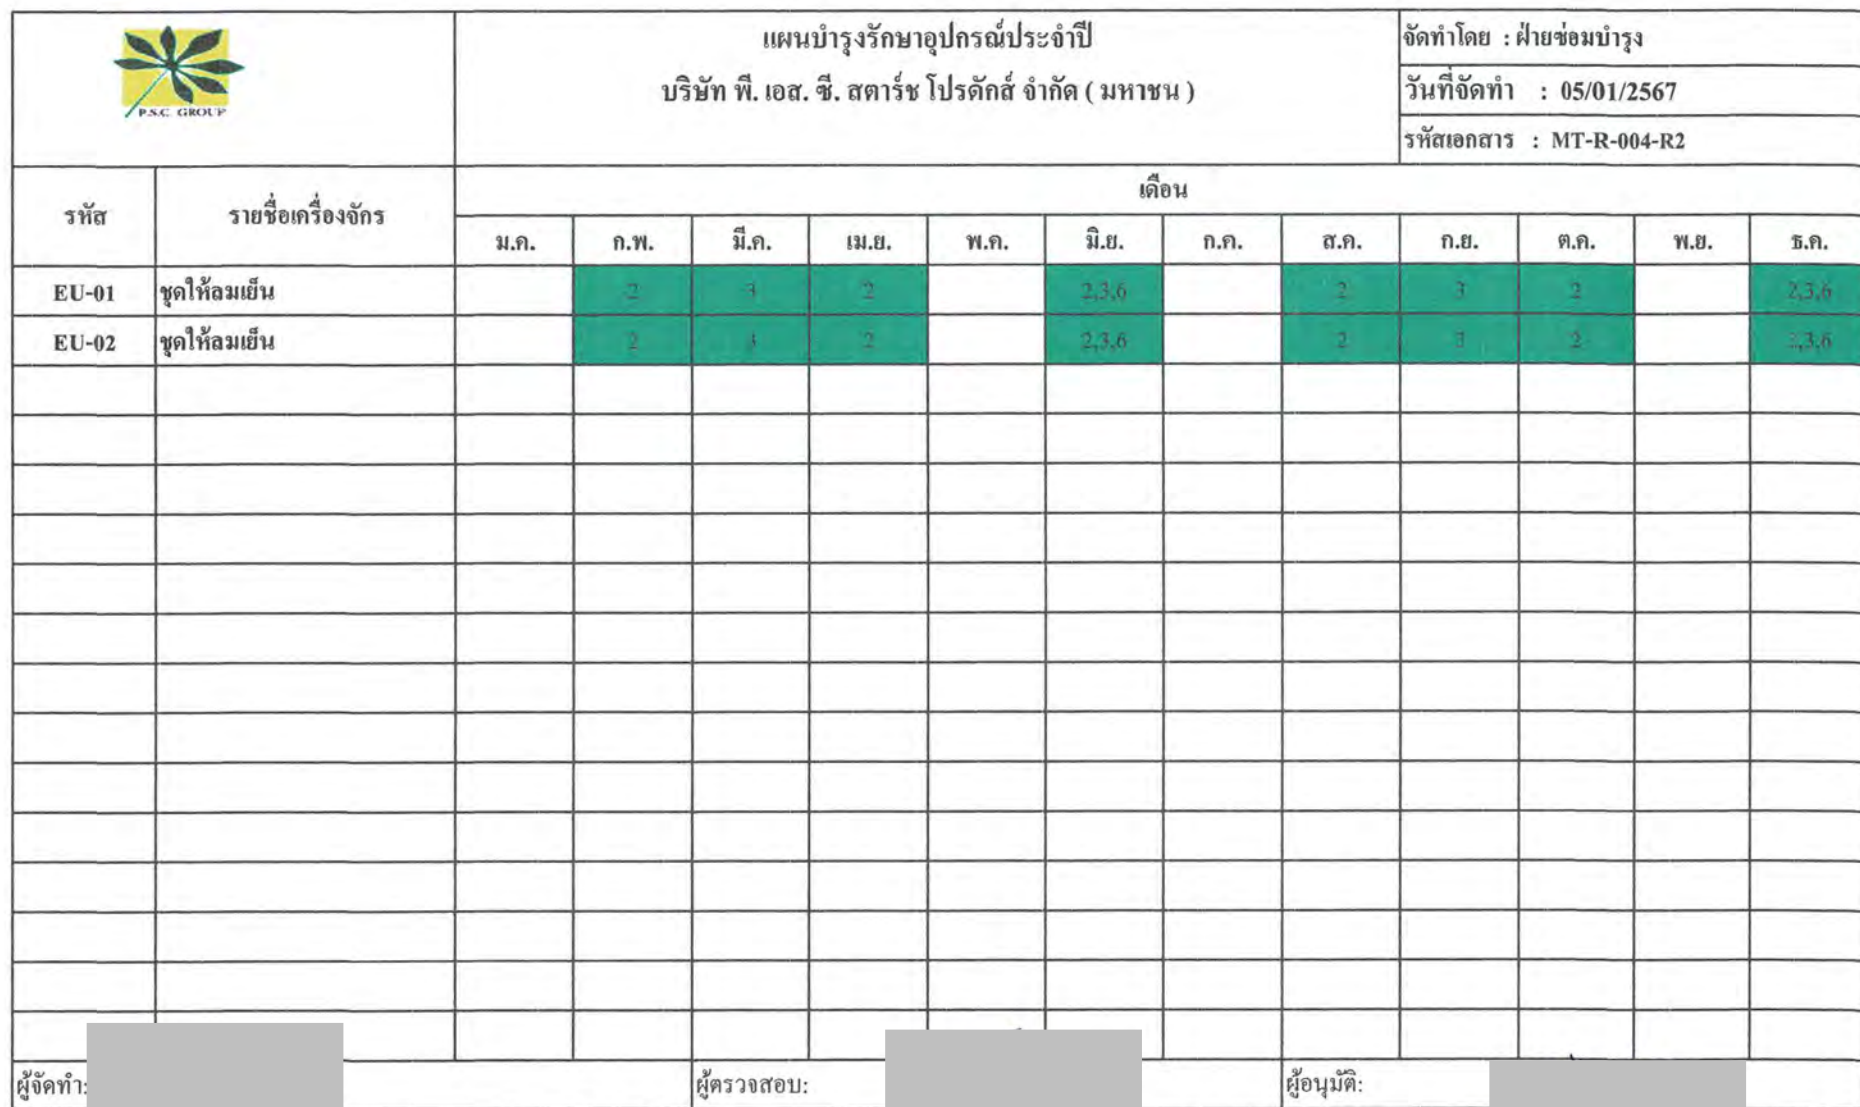 P.S.C. GROUP
แผนบำรุงรักษาอุปกรณ์ประจำปี
บริษัท พี. เอส. ซี. สตาร์ช โปรดักส์ จำกัด ( มหาชน )
จัดทำโดย : ฝ่ายซ่อมบำรุง
วันที่จัดทำ : 05/01/2567
รหัสเอกสาร : MT-R-004-R2
รหัส รายชื่อเครื่องจักร เดือน
ม.ค. ก.พ. มี.ค. เม.ย. พ.ค. มิ.ย. ก.ค. ส.ค. ก.ย. ต.ค. พ.ย. ธ.ค.
EU-01 ชุดให้ลมเย็น 2 3 2 2,3,6 2 3 2 2,3,6
EU-02 ชุดให้ลมเย็น 2 3 2 2,3,6 2 3 2 2,3,6
ผู้จัดทำ: ผู้ตรวจสอบ: ผู้อนุมัติ: